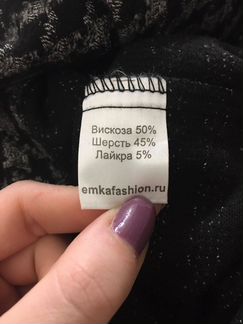 Вискоза 50%
Шерсть 45%
Лайкра 5%
emkafashion.ru